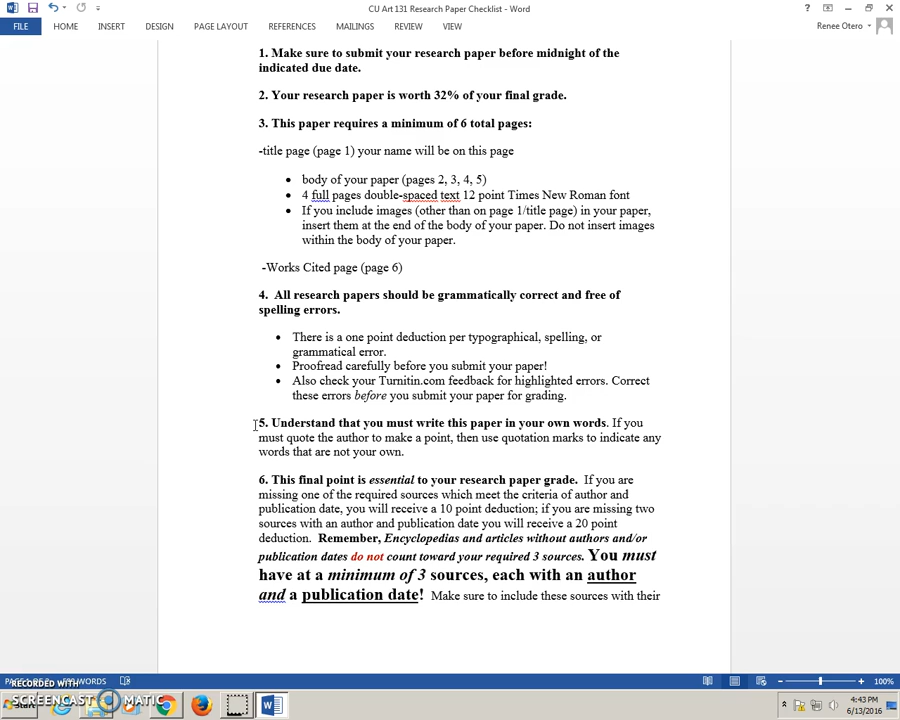 CU Art 131 Research Paper Checklist - Word
?
FILE HOME INSERT DESIGN PAGE LAYOUT REFERENCES MAILINGS REVIEW VIEW Renee Otero
1. Make sure to submit your research paper before midnight of the
indicated due date.
2. Your research paper is worth 32% of your final grade.
3. This paper requires a minimum of 6 total pages:
-title page (page 1) your name will be on this page
• body of your paper (pages 2, 3, 4, 5)
• 4 full pages double-spaced text 12 point Times New Roman font
• If you include images (other than on page 1/title page) in your paper,
insert them at the end of the body of your paper. Do not insert images
within the body of your paper.
-Works Cited page (page 6)
4. All research papers should be grammatically correct and free of
spelling errors.
• There is a one point deduction per typographical, spelling, or
grammatical error.
• Proofread carefully before you submit your paper!
• Also check your Turnitin.com feedback for highlighted errors. Correct
these errors before you submit your paper for grading.
5. Understand that you must write this paper in your own words. If you
must quote the author to make a point, then use quotation marks to indicate any
words that are not your own.
6. This final point is essential to your research paper grade. If you are
missing one of the required sources which meet the criteria of author and
publication date, you will receive a 10 point deduction; if you are missing two
sources with an author and publication date you will receive a 20 point
deduction. Remember, Encyclopedias and articles without authors and/or
publication dates do not count toward your required 3 sources. You must
have at a minimum of 3 sources, each with an author
and a publication date! Make sure to include these sources with their
WORDS 100%
RECORDED WITH
SCREENCAST MATIC
Start
4:43 PM
6/13/2016